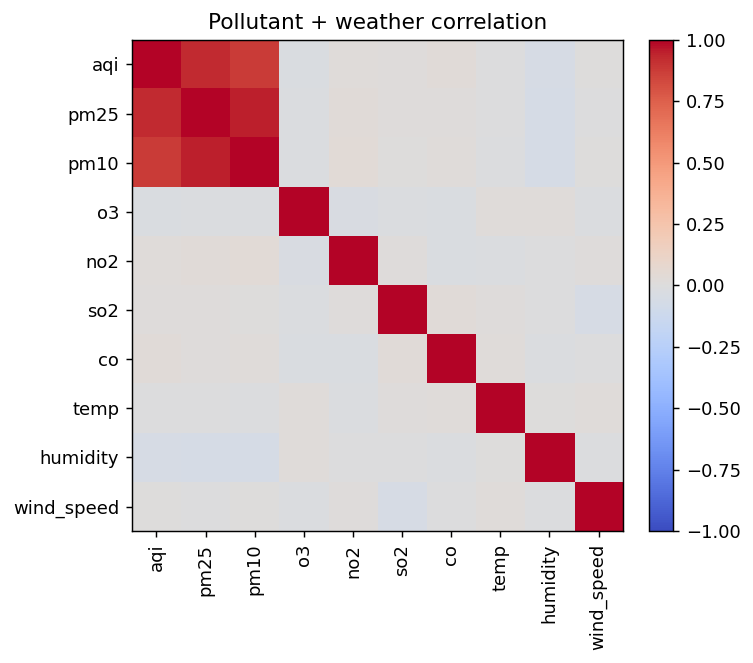 Pollutant + weather correlation
aqi
pm25
pm10
o3
no2
so2
co
temp
humidity
wind_speed
aqi
pm25
pm10
o3
no2
so2
co
temp
humidity
wind_speed
1.00
0.75
0.50
0.25
0.00
−0.25
−0.50
−0.75
−1.00